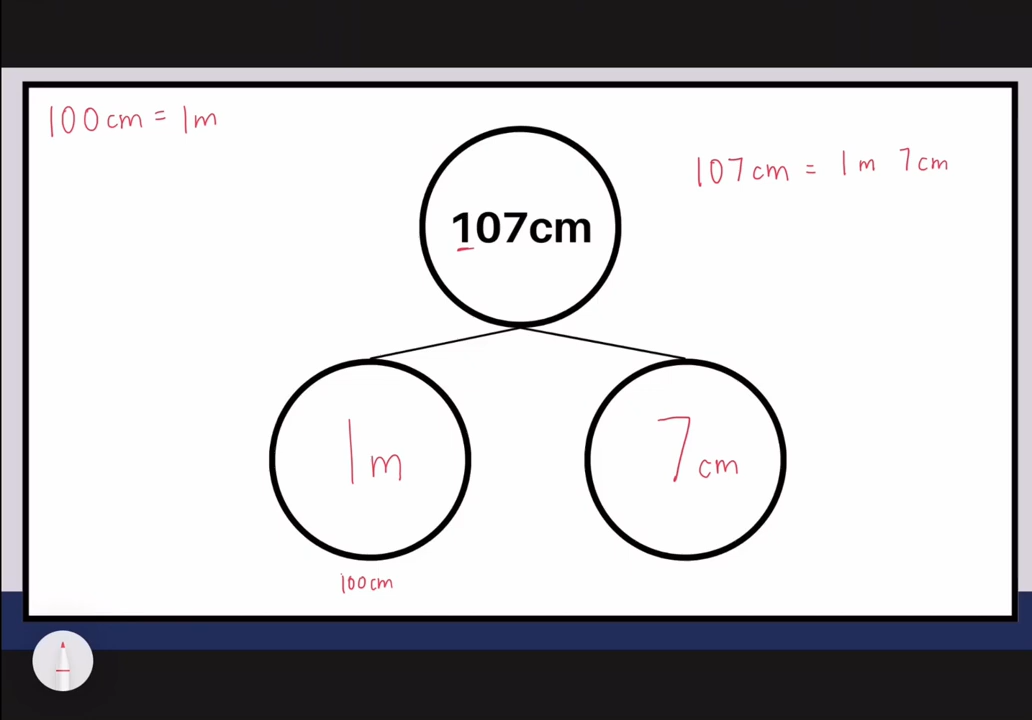 100cm = 1m
107cm = 1m 7cm
107cm
1m
7cm
100cm